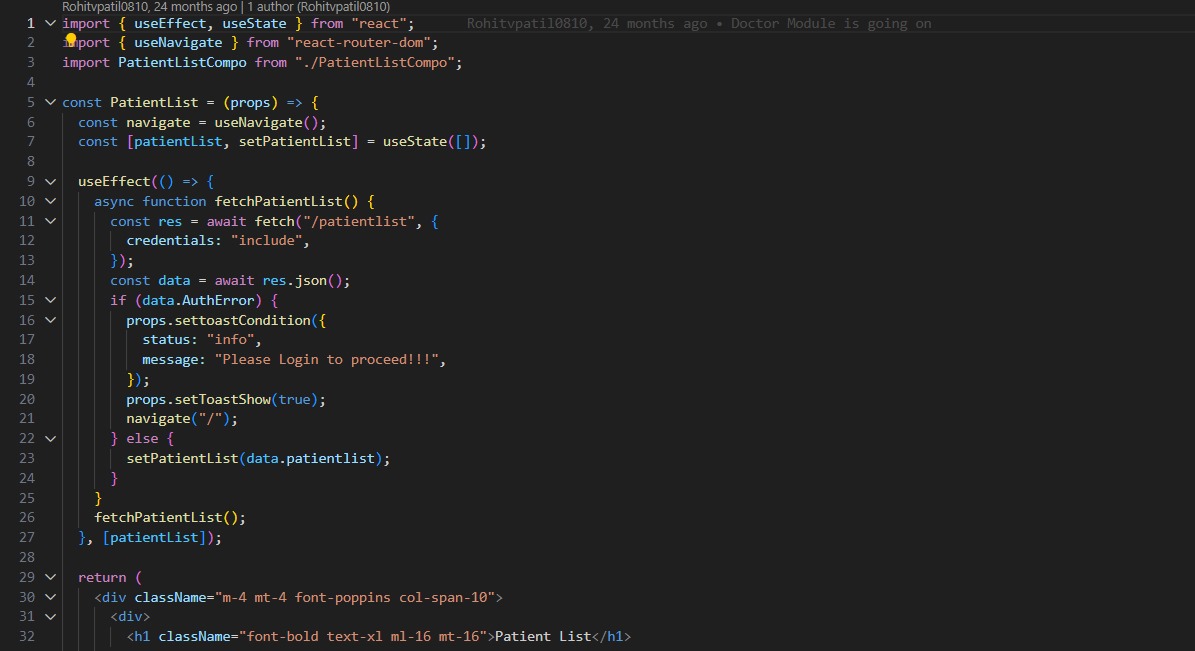 Rohitvpatil0810, 24 months ago | 1 author (Rohitvpatil0810)
1 import { useEffect, useState } from "react"; Rohitvpatil0810, 24 months ago • Doctor Module is going on
2 import { useNavigate } from "react-router-dom";
3 import PatientListCompo from "./PatientListCompo";
4
5 const PatientList = (props) => {
6 const navigate = useNavigate();
7 const [patientList, setPatientList] = useState([]);
8
9 useEffect(() => {
10 async function fetchPatientList() {
11 const res = await fetch("/patientlist", {
12 credentials: "include",
13 });
14 const data = await res.json();
15 if (data.AuthError) {
16 props.settoastCondition({
17 status: "info",
18 message: "Please Login to proceed!!!",
19 });
20 props.setToastShow(true);
21 navigate("/");
22 } else {
23 setPatientList(data.patientlist);
24 }
25 }
26 fetchPatientList();
27 }, [patientList]);
28
29 return (
30 <div className="m-4 mt-4 font-poppins col-span-10">
31 <div>
32 <h1 className="font-bold text-xl ml-16 mt-16">Patient List</h1>